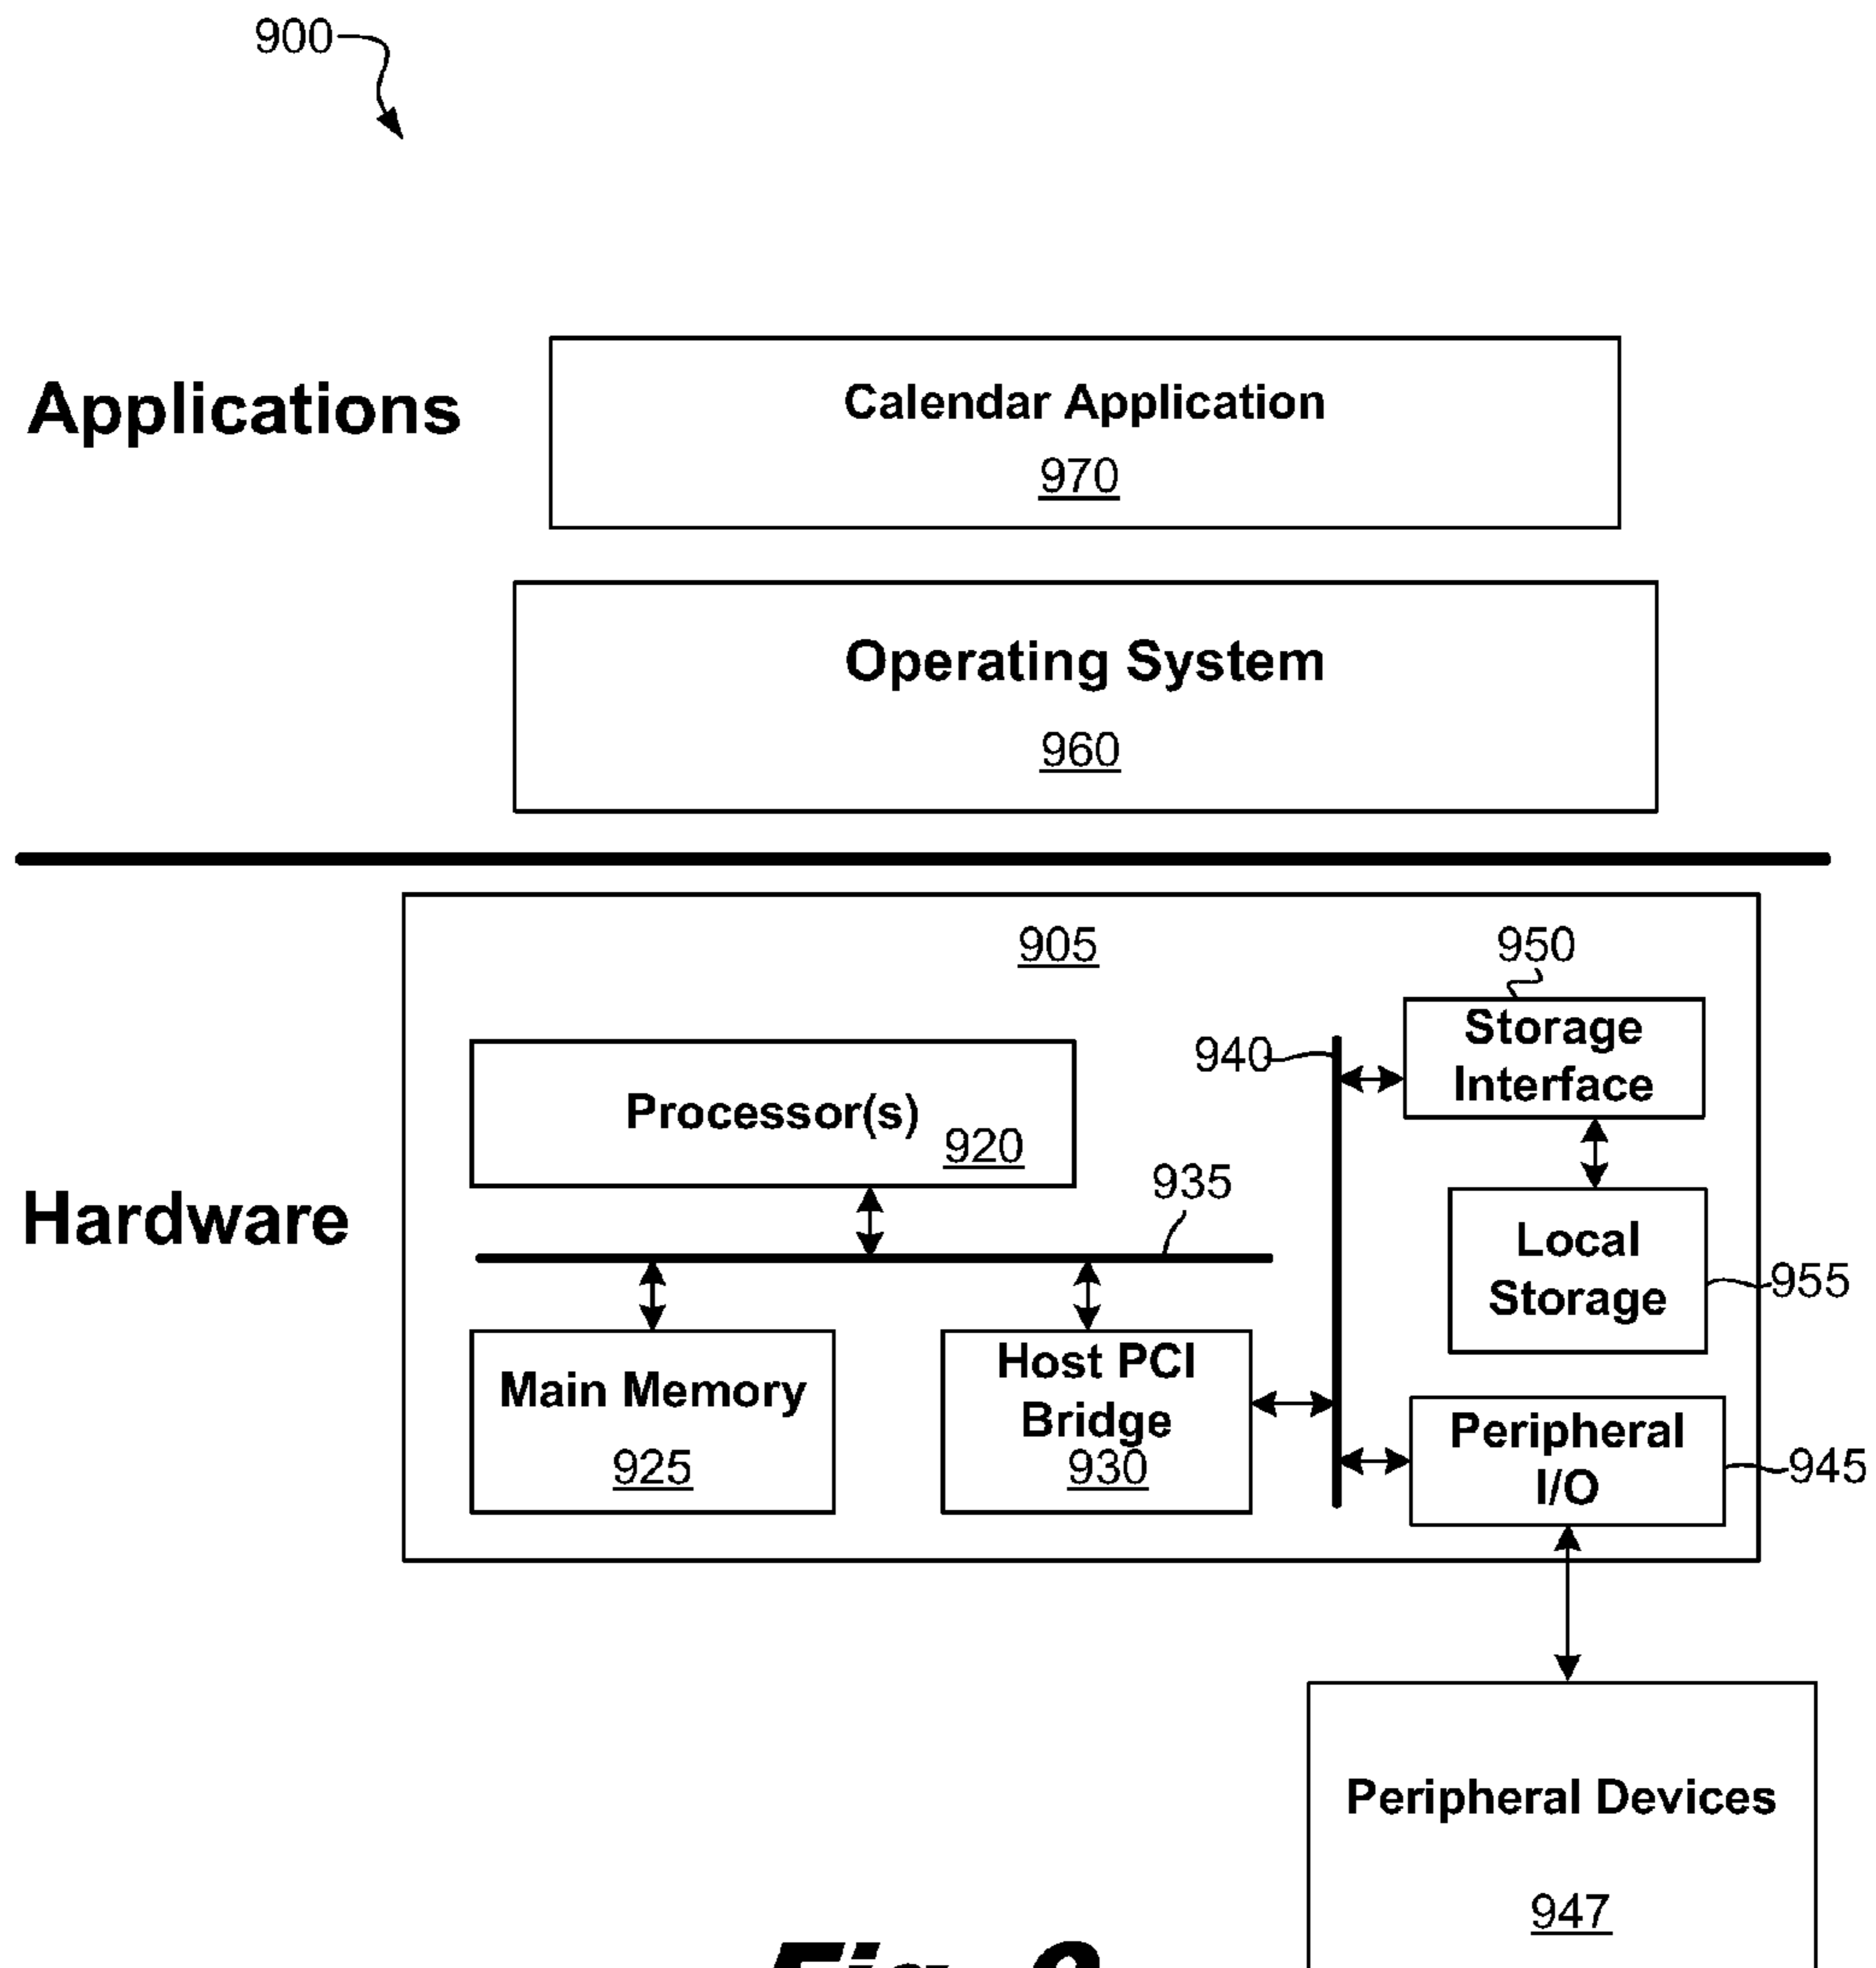 900
Applications
Calendar Application
970
Operating System
960
905
950
Storage
Interface
940
Processor(s)
920
935
Hardware
Local
Storage
955
Main Memory
925
Host PCI
Bridge
930
Peripheral
I/O
945
Peripheral Devices
947